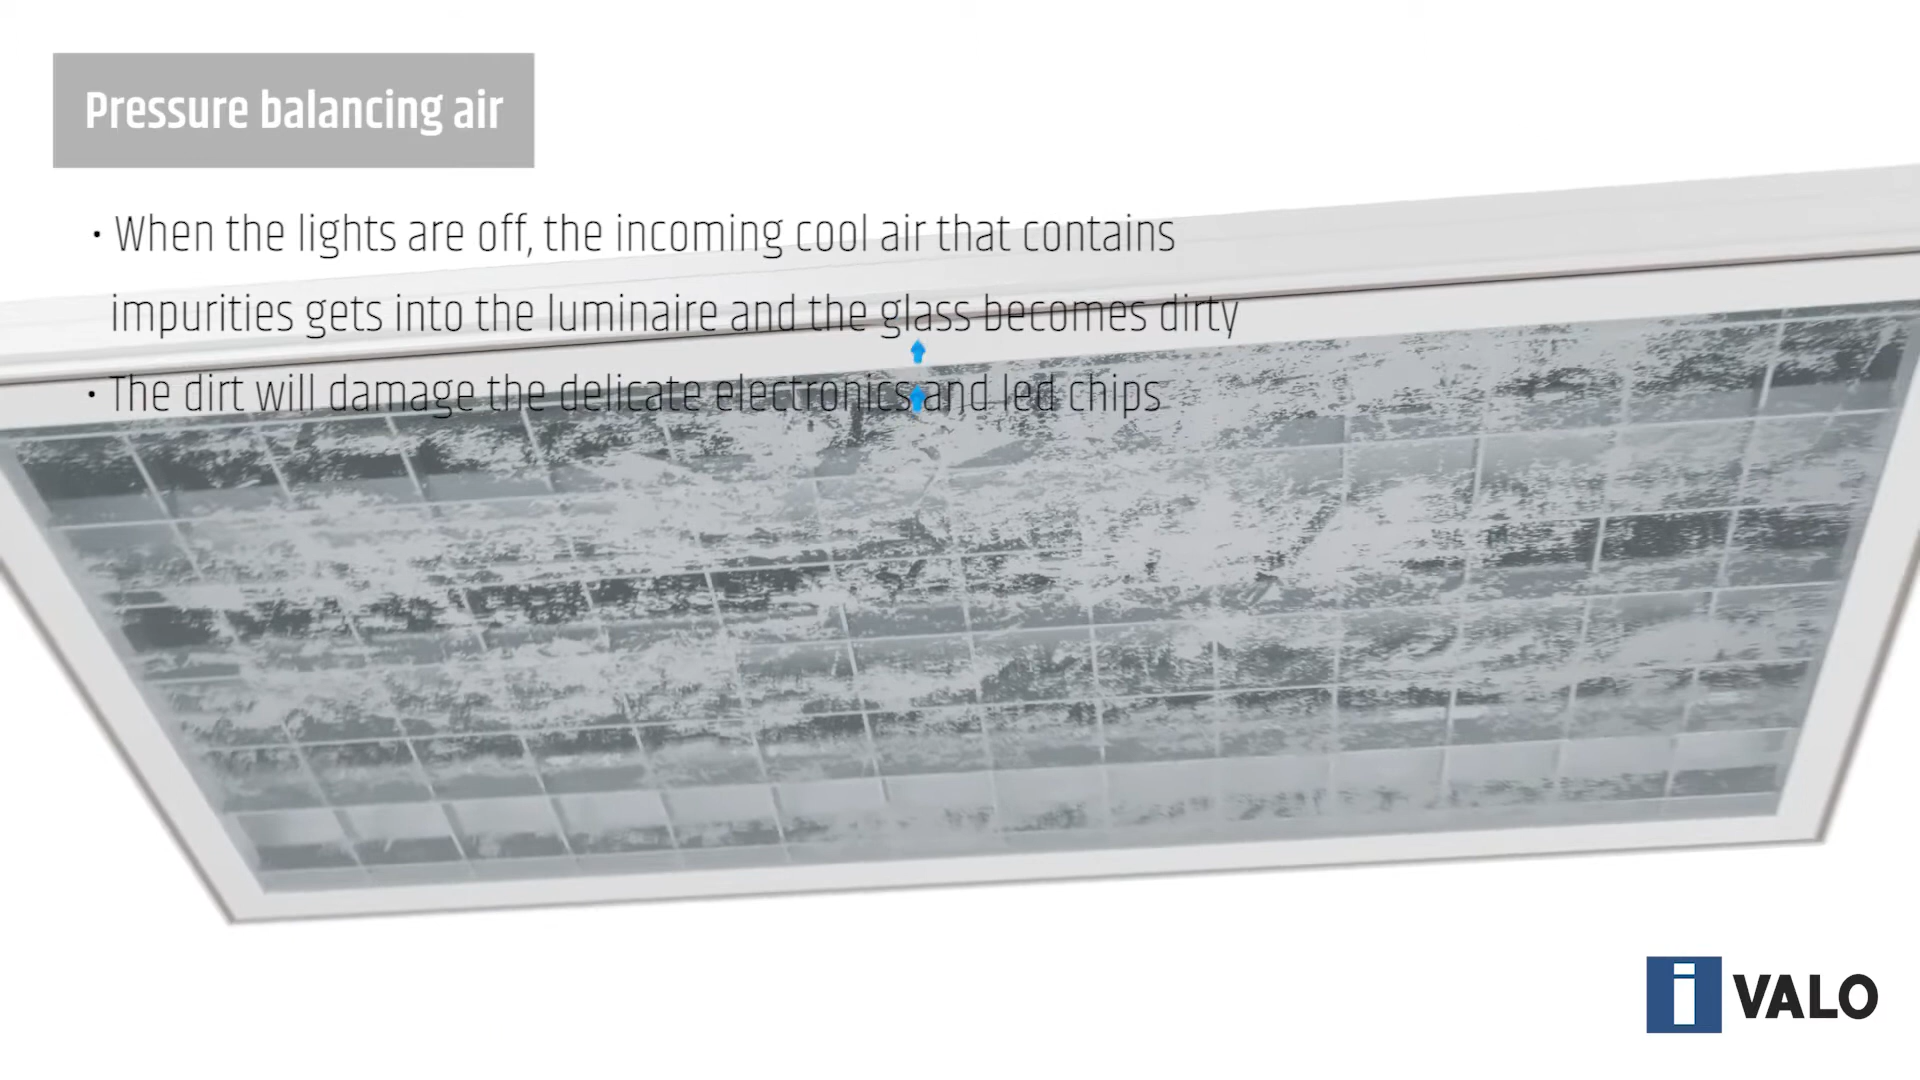 Pressure balancing air
• When the lights are off, the incoming cool air that contains
impurities gets into the luminaire and the glass becomes dirty
• The dirt will damage the delicate electronics and led chips
i VALO